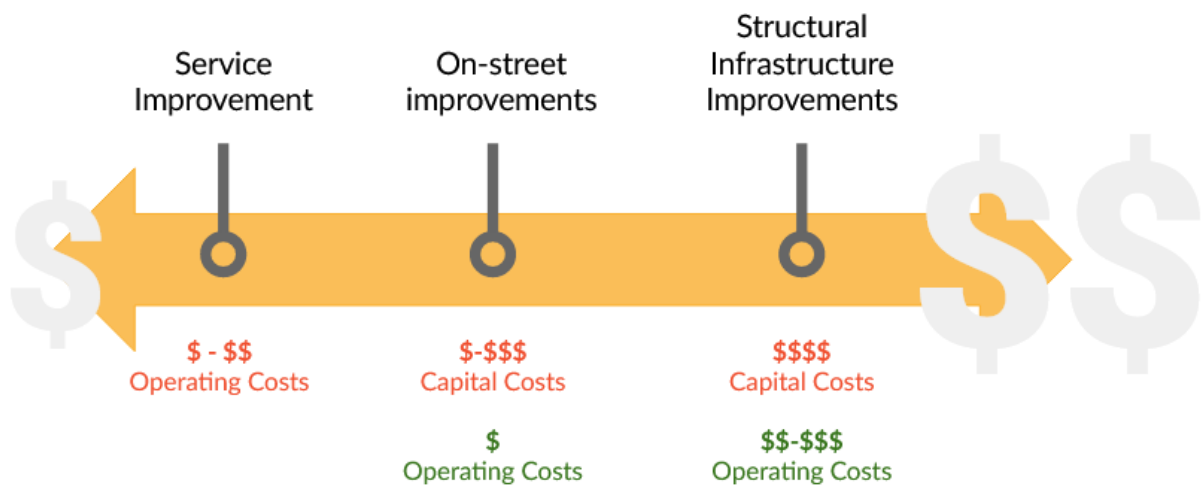 Service
Improvement
On-street
improvements
Structural
Infrastructure
Improvements
$
$$
$ - $$
Operating Costs
$-$$$
Capital Costs
$$$$
Capital Costs
$
Operating Costs
$$-$$$
Operating Costs